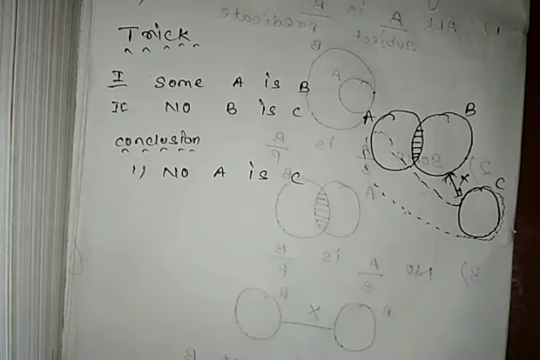 Trick
I Some A is B
II NO B is C
conclusion
1) NO A is C
A
B
X
C